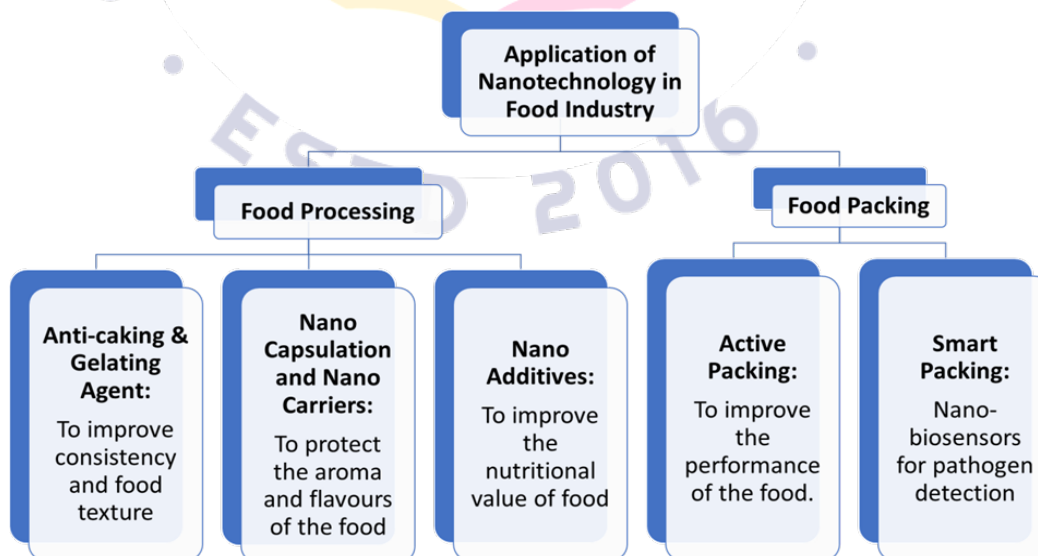 Application of
Nanotechnology in
Food Industry
ESTD 2016
Food Processing
Food Packing
Anti-caking &
Gelating
Agent:
To improve
consistency
and food
texture
Nano
Capsulation
and Nano
Carriers:
To protect
the aroma
and flavours
of the food
Nano
Additives:
To improve
the
nutritional
value of food
Active
Packing:
To improve
the
performance
of the food.
Smart
Packing:
Nano-
biosensors
for pathogen
detection